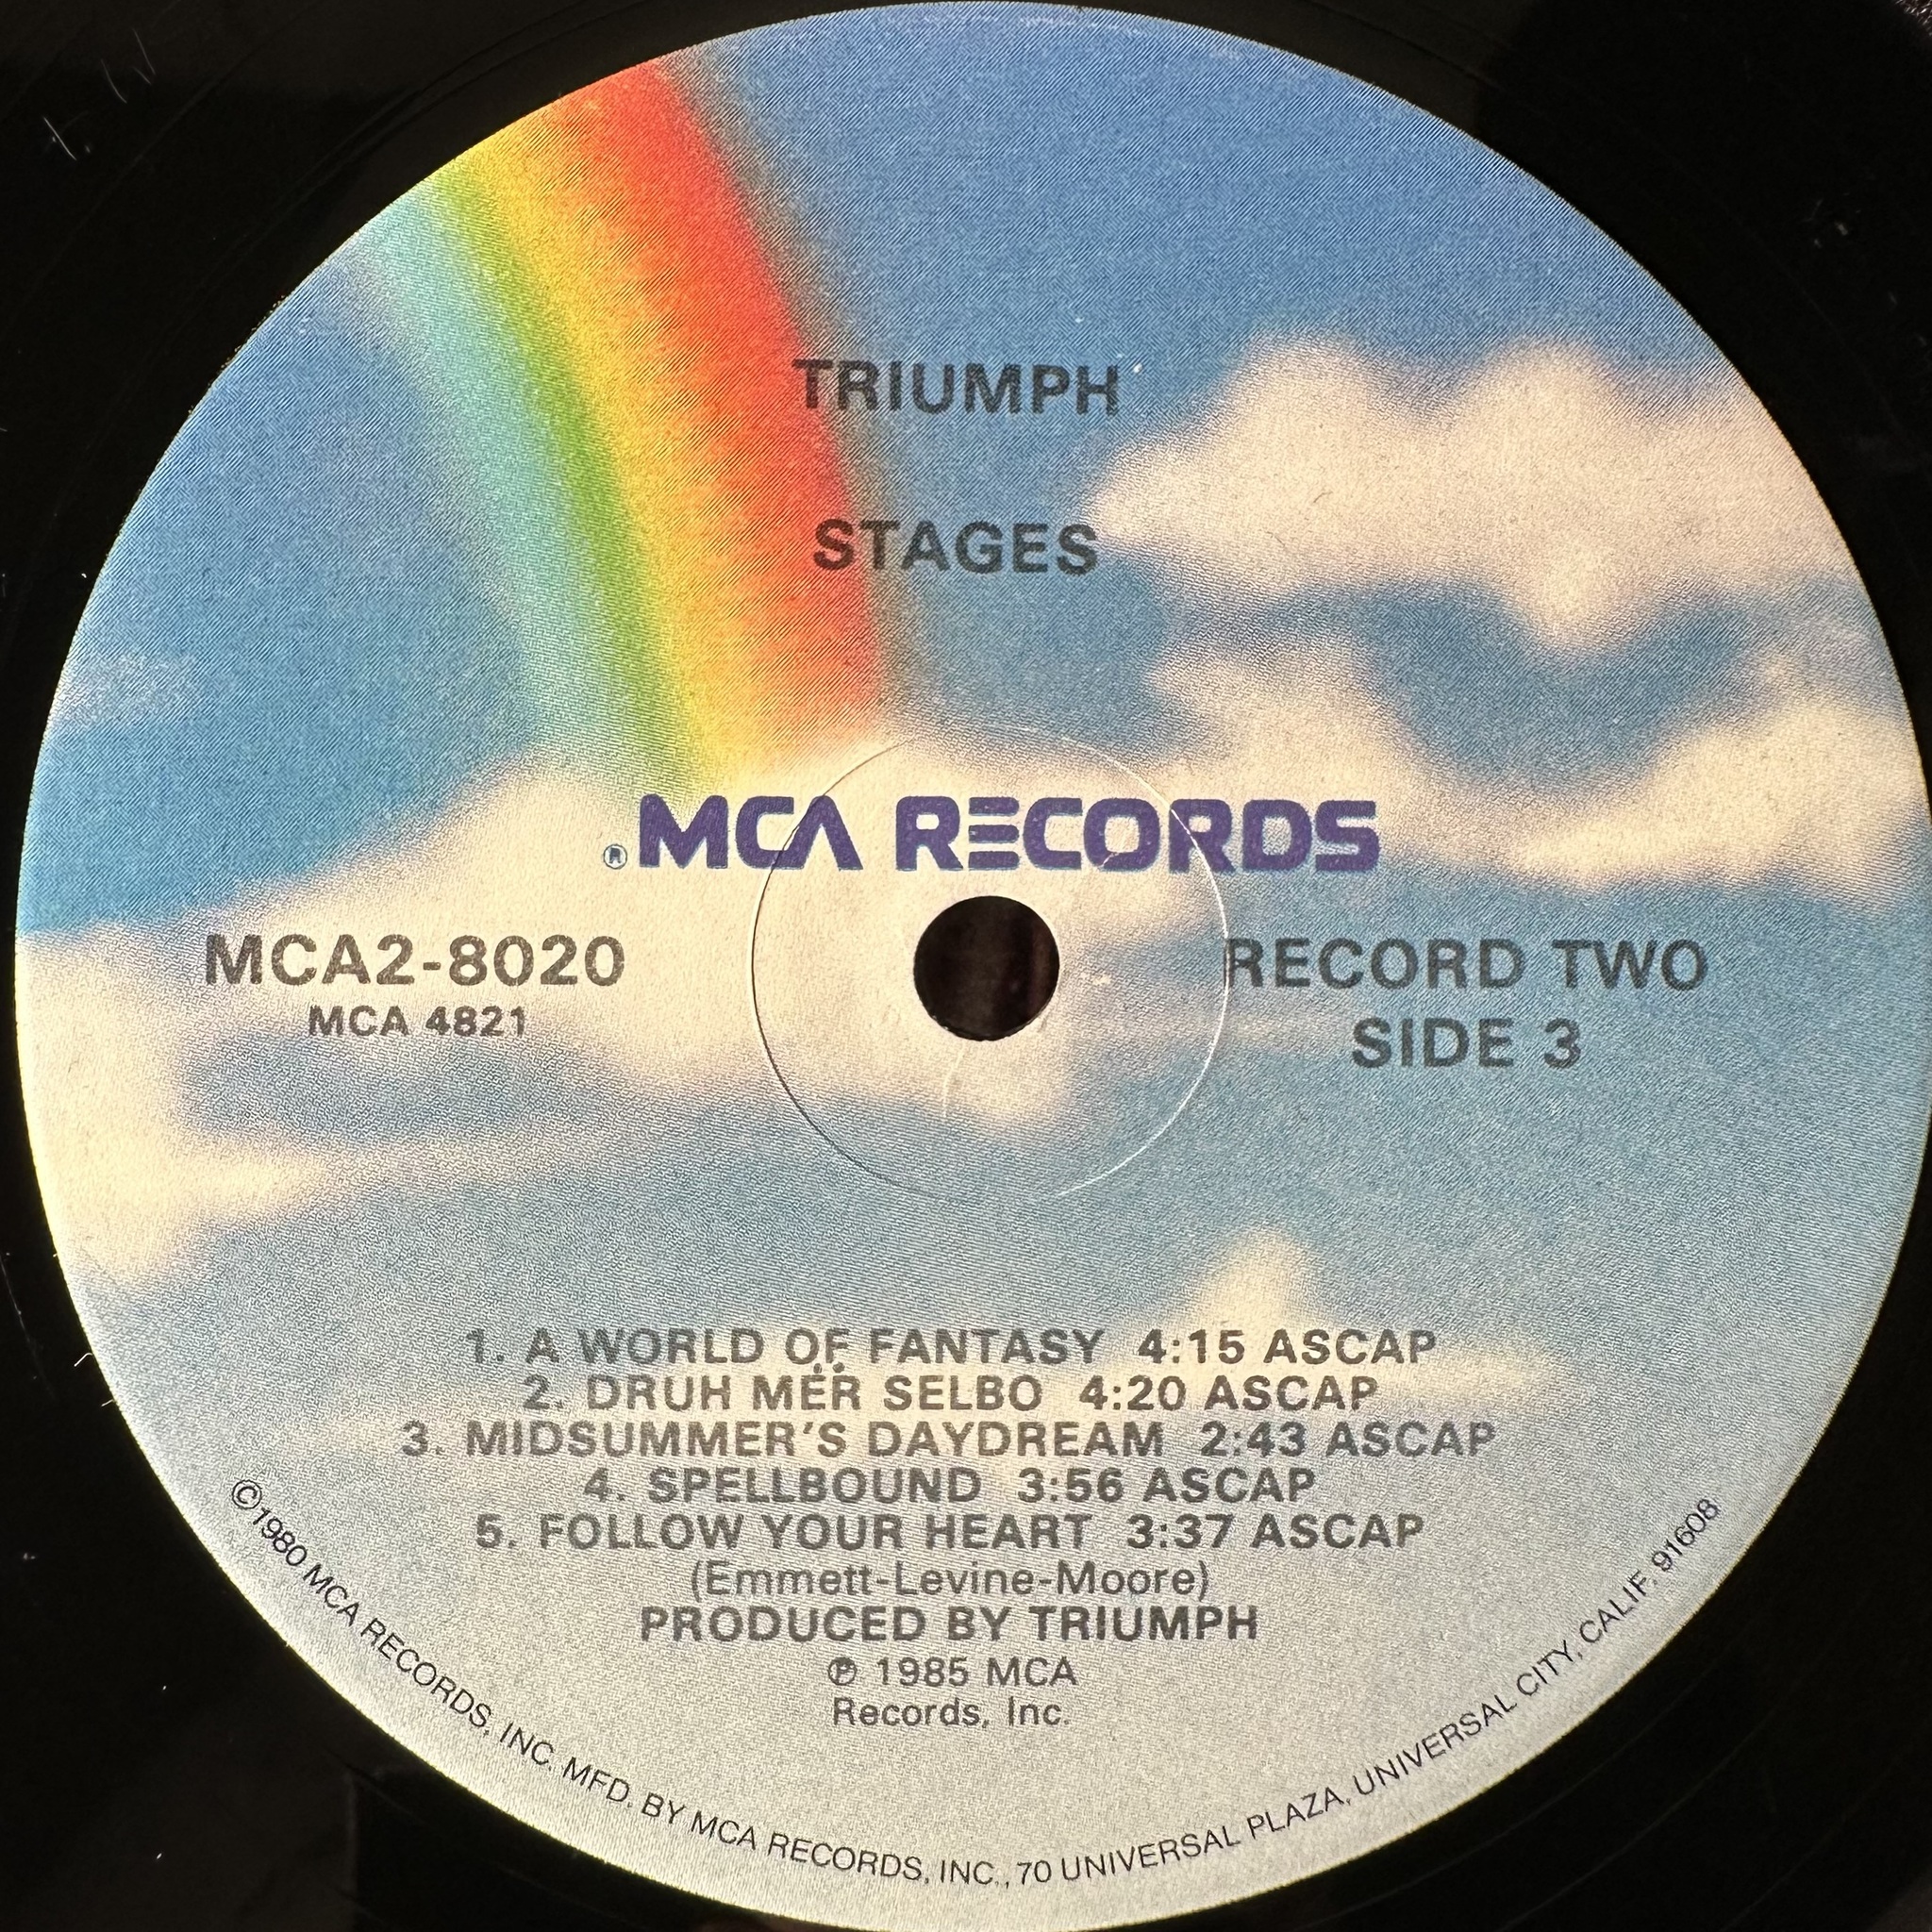 TRIUMPH
STAGES
® MCA RECORDS
MCA2-8020
MCA 4821
RECORD TWO
SIDE 3
1. A WORLD OF FANTASY 4:15 ASCAP
2. DRUH MËR SELBO 4:20 ASCAP
3. MIDSUMMER'S DAYDREAM 2:43 ASCAP
4. SPELLBOUND 3:56 ASCAP
5. FOLLOW YOUR HEART 3:37 ASCAP
(Emmett-Levine-Moore)
PRODUCED BY TRIUMPH
℗ 1985 MCA
Records, Inc.
©1980 MCA RECORDS, INC. MFD. BY MCA RECORDS, INC., 70 UNIVERSAL PLAZA, UNIVERSAL CITY, CALIF. 91608